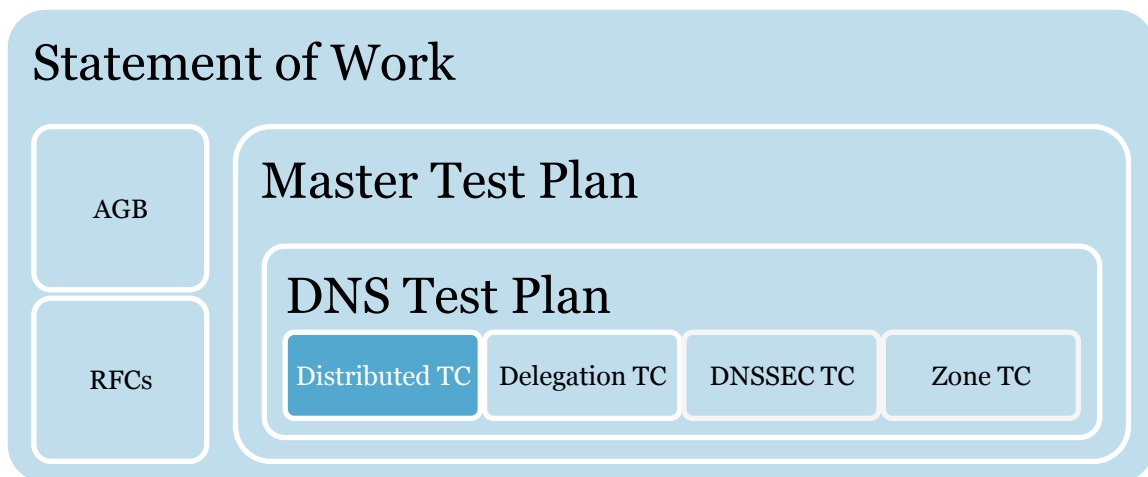 Statement of Work
AGB
RFCs
Master Test Plan
DNS Test Plan
Distributed TC
Delegation TC
DNSSEC TC
Zone TC